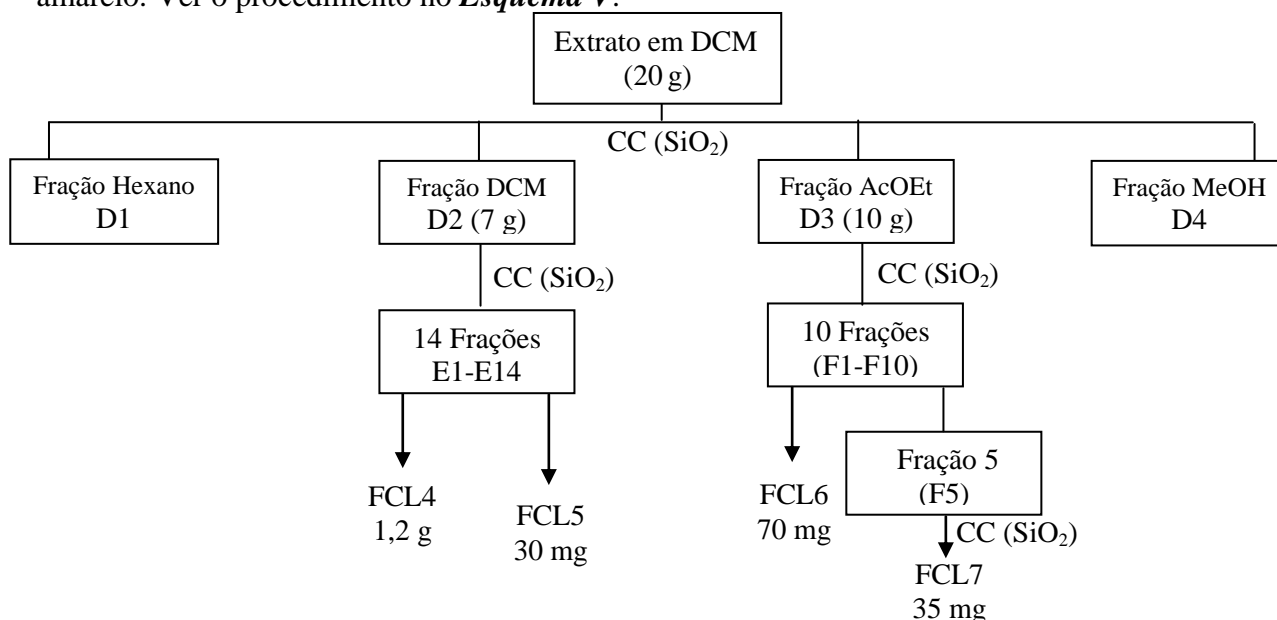 amarelo. Ver o procedimento no Esquema V.
Extrato em DCM
(20 g)
CC (SiO₂)
Fração Hexano
D1
Fração DCM
D2 (7 g)
Fração AcOEt
D3 (10 g)
Fração MeOH
D4
CC (SiO₂)
CC (SiO₂)
14 Frações
E1-E14
10 Frações
(F1-F10)
FCL4
1,2 g
FCL5
30 mg
FCL6
70 mg
Fração 5
(F5)
CC (SiO₂)
FCL7
35 mg